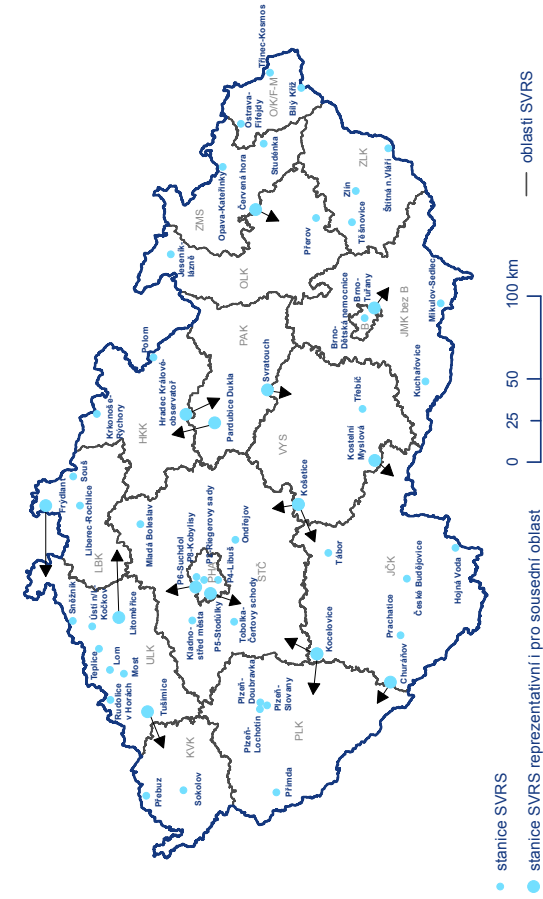 Třinec-Kosmos
O/K/F-M
Bílý Kříž
Ostrava-
Fifejdy
Studénka
ZMS
Opava-Kateřinky
Červená hora
ZLK
Štítná n.Vláří
Zlín
Těšnovice
Přerov
Jeseník-
lázně
OLK
PAK
Polom
Krkonoše-
Rýchory
HKK
Hradec Králové-
observatoř
Pardubice Dukla
Svratouch
Brno-
Dětská nemocnice
Brno-
Tuřany
B
JMK bez B
Mikulov-Sedlec
Kuchařovice
VYS
Třebíč
Kostelní
Myslová
Košetice
Frýdlant
Souš
Liberec-Rochlice
LBK
Mladá Boleslav
P6-Suchdol
P8-Kobylisy
P2-Riegerovy sady
PHA
P4-Libuš
P5-Stodůlky
Ondřejov
STČ
Tobolka-
Čertovy schody
Kladno-
střed města
Sněžník
Ústí n/L
Kočkov
Litoměřice
Teplice
Lom
Most
Rudolice
v Horách
ULK
Tušimice
KVK
Přebuz
Sokolov
Plzeň-
Doubravka
Plzeň-
Slovany
Plzeň-
Lochotín
PLK
Přimda
Kocelovice
Tábor
JČK
České Budějovice
Prachatice
Churáňov
Hojná Voda
stanice SVRS
stanice SVRS reprezentativní i pro sousední oblast
0
25
50
100 km
oblasti SVRS